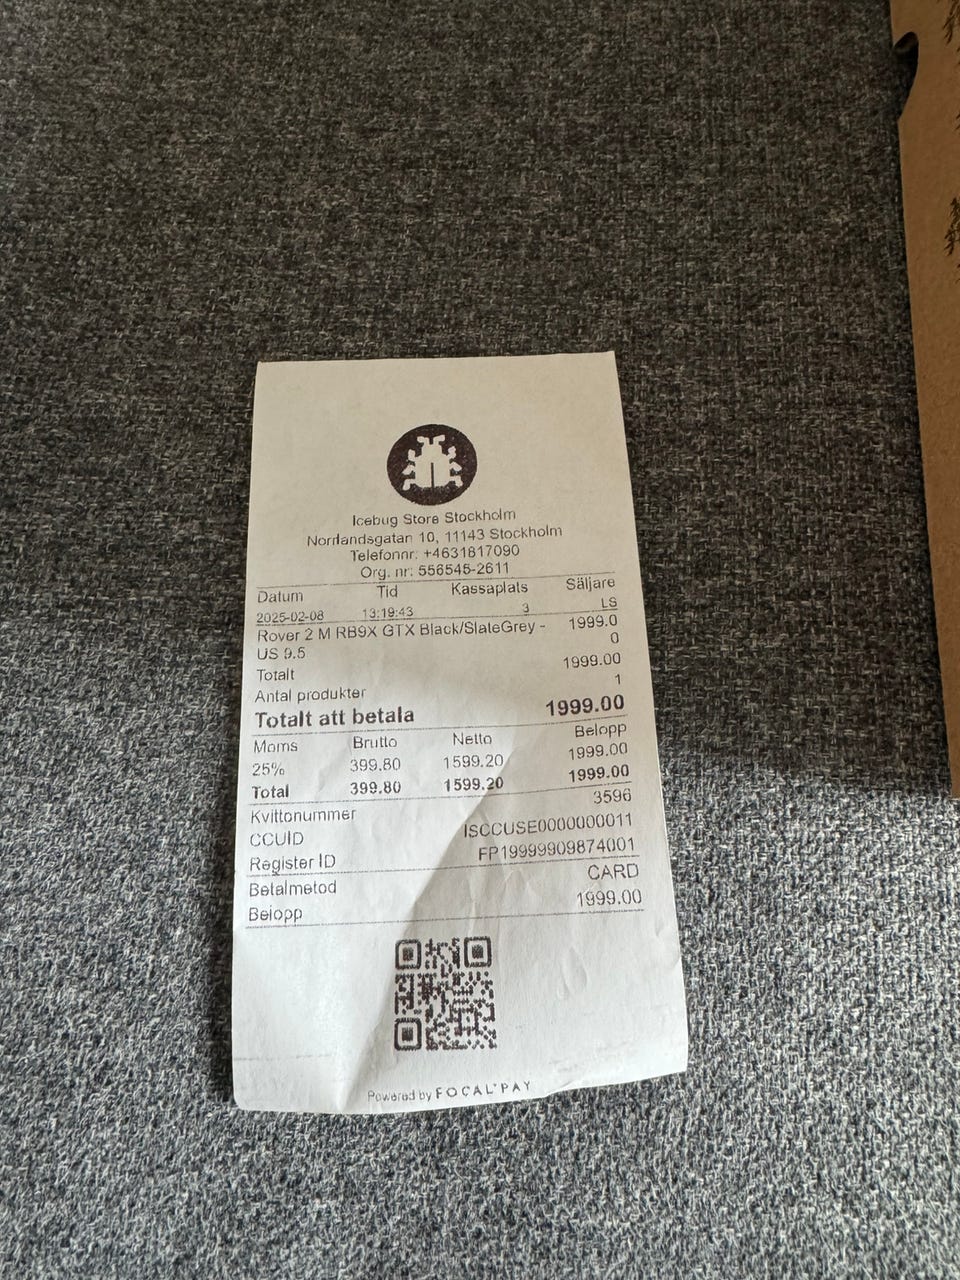 Icebug Store Stockholm
Norrlandsgatan 10, 11143 Stockholm
Telefonnr: +4631817090
Org. nr: 556545-2611
Datum Tid Kassaplats Säljare
2025-02-08 13:19:43 3 LS
Rover 2 M RB9X GTX Black/SlateGrey - 1999.0
US 9.5 0
Totalt 1999.00
Antal produkter 1
Totalt att betala 1999.00
Moms Brutto Netto Belopp
25% 399.80 1599.20 1999.00
Total 399.80 1599.20 1999.00
Kvittonummer 3596
CCUID ISCCUSE0000000011
Register ID FP19999909874001
Betalmetod CARD
Belopp 1999.00
Powered by FOCAL PAY